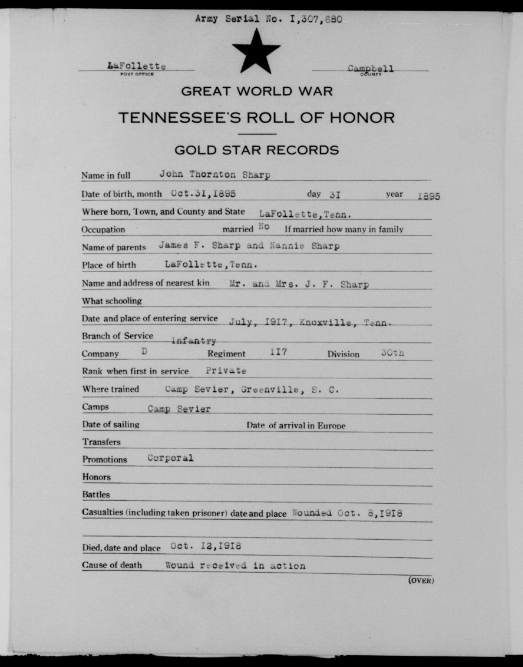 Army Serial No. 1,307,680
LaFollette Campbell
POST OFFICE COUNTY
GREAT WORLD WAR
TENNESSEE'S ROLL OF HONOR
GOLD STAR RECORDS
Name in full John Thornton Sharp
Date of birth, month Oct.31,1895 day 31 year 1895
Where born, Town, and County and State LaFollette,Tenn.
Occupation married No If married how many in family
Name of parents James F. Sharp and Nannie Sharp
Place of birth LaFollette,Tenn.
Name and address of nearest kin Mr. and Mrs. J. F. Sharp
What schooling
Date and place of entering service July, 1917, Knoxville, Tenn.
Branch of Service Infantry
Company D Regiment 117 Division 30th
Rank when first in service Private
Where trained Camp Sevier, Greenville, S. C.
Camps Camp Sevier
Date of sailing Date of arrival in Europe
Transfers
Promotions Corporal
Honors
Battles
Casualties (including taken prisoner) date and place Wounded Oct. 8,1918
Died, date and place Oct. 12,1918
Cause of death Wound received in action
(OVER)